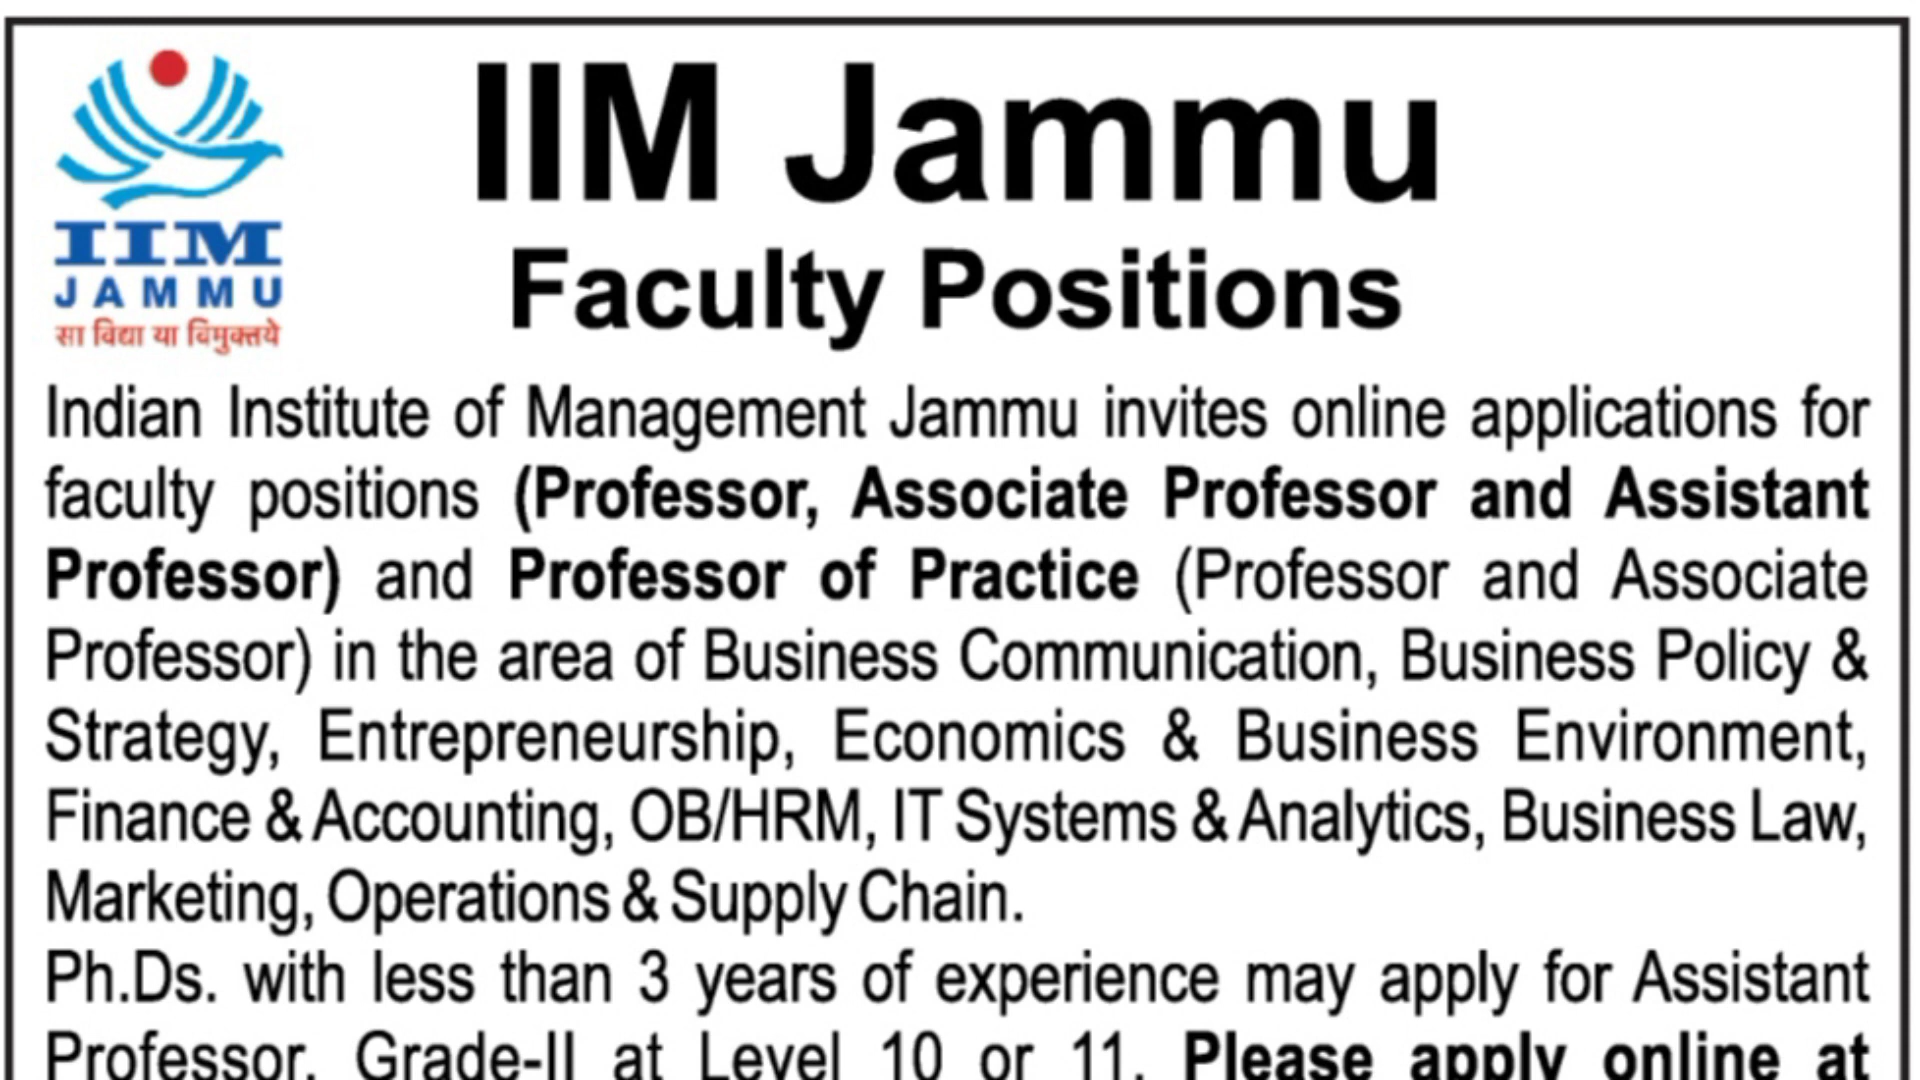 IIM Jammu
Faculty Positions
IIM
JAMMU
सा विद्या या विमुक्तये
Indian Institute of Management Jammu invites online applications for
faculty positions (Professor, Associate Professor and Assistant
Professor) and Professor of Practice (Professor and Associate
Professor) in the area of Business Communication, Business Policy &
Strategy, Entrepreneurship, Economics & Business Environment,
Finance & Accounting, OB/HRM, IT Systems & Analytics, Business Law,
Marketing, Operations & Supply Chain.
Ph.Ds. with less than 3 years of experience may apply for Assistant
Professor, Grade-II at Level 10 or 11. Please apply online at